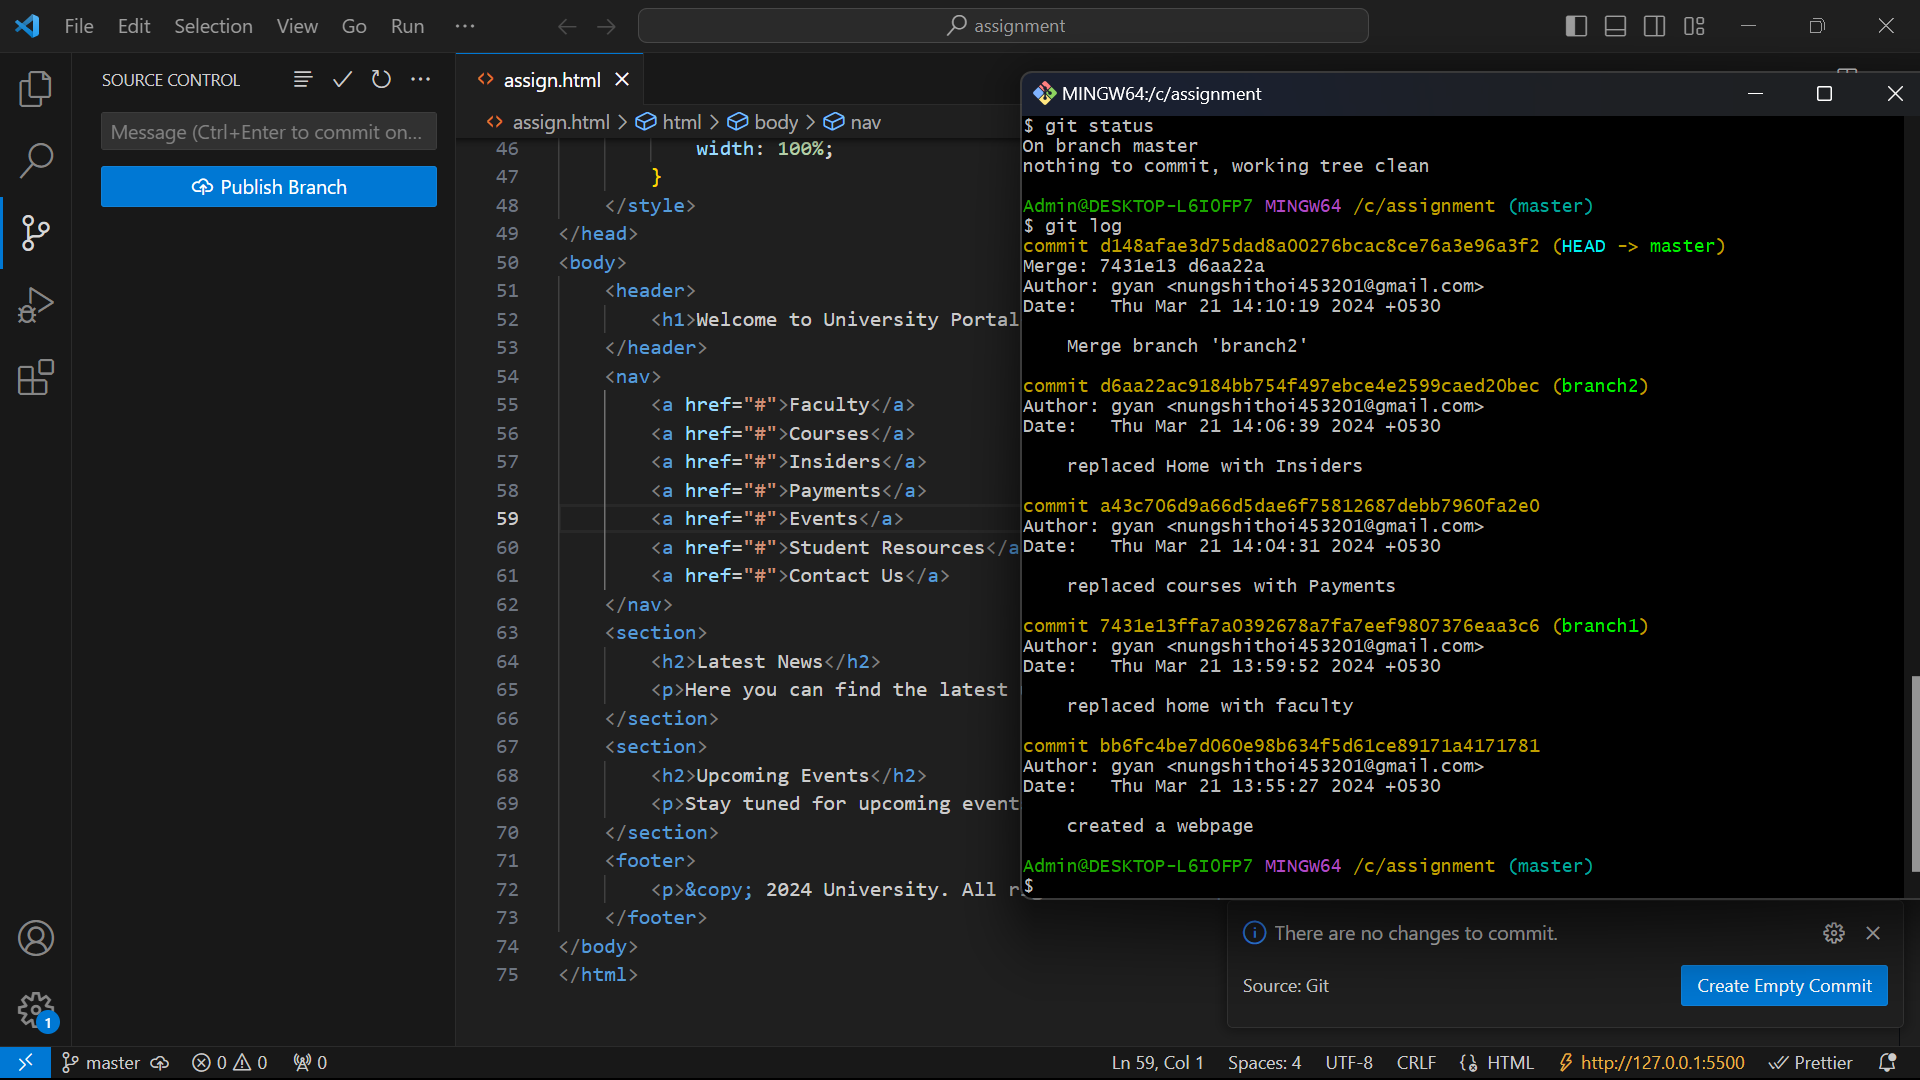 File Edit Selection View Go Run ···
assignment
SOURCE CONTROL
Message (Ctrl+Enter to commit on...
Publish Branch
1
assign.html
assign.html > html > body > nav
46 width: 100%;
47 }
48 </style>
49 </head>
50 <body>
51 <header>
52 <h1>Welcome to University Portal
53 </header>
54 <nav>
55 <a href="#">Faculty</a>
56 <a href="#">Courses</a>
57 <a href="#">Insiders</a>
58 <a href="#">Payments</a>
59 <a href="#">Events</a>
60 <a href="#">Student Resources</a
61 <a href="#">Contact Us</a>
62 </nav>
63 <section>
64 <h2>Latest News</h2>
65 <p>Here you can find the latest
66 </section>
67 <section>
68 <h2>Upcoming Events</h2>
69 <p>Stay tuned for upcoming event
70 </section>
71 <footer>
72 <p>&copy; 2024 University. All
73 </footer>
74 </body>
75 </html>
MINGW64:/c/assignment
$ git status
On branch master
nothing to commit, working tree clean
Admin@DESKTOP-L6I0FP7 MINGW64 /c/assignment (master)
$ git log
commit d148afae3d75dad8a00276bcac8ce76a3e96a3f2 (HEAD -> master)
Merge: 7431e13 d6aa22a
Author: gyan <nungshithoi453201@gmail.com>
Date: Thu Mar 21 14:10:19 2024 +0530
Merge branch 'branch2'
commit d6aa22ac9184bb754f497ebce4e2599caed20bec (branch2)
Author: gyan <nungshithoi453201@gmail.com>
Date: Thu Mar 21 14:06:39 2024 +0530
replaced Home with Insiders
commit a43c706d9a66d5dae6f75812687debb7960fa2e0
Author: gyan <nungshithoi453201@gmail.com>
Date: Thu Mar 21 14:04:31 2024 +0530
replaced courses with Payments
commit 7431e13ffa7a0392678a7fa7eef9807376eaa3c6 (branch1)
Author: gyan <nungshithoi453201@gmail.com>
Date: Thu Mar 21 13:59:52 2024 +0530
replaced home with faculty
commit bb6fc4be7d060e98b634f5d61ce89171a4171781
Author: gyan <nungshithoi453201@gmail.com>
Date: Thu Mar 21 13:55:27 2024 +0530
created a webpage
Admin@DESKTOP-L6I0FP7 MINGW64 /c/assignment (master)
$
There are no changes to commit.
Source: Git
Create Empty Commit
master 0 0 0 Ln 59, Col 1 Spaces: 4 UTF-8 CRLF HTML http://127.0.0.1:5500 Prettier